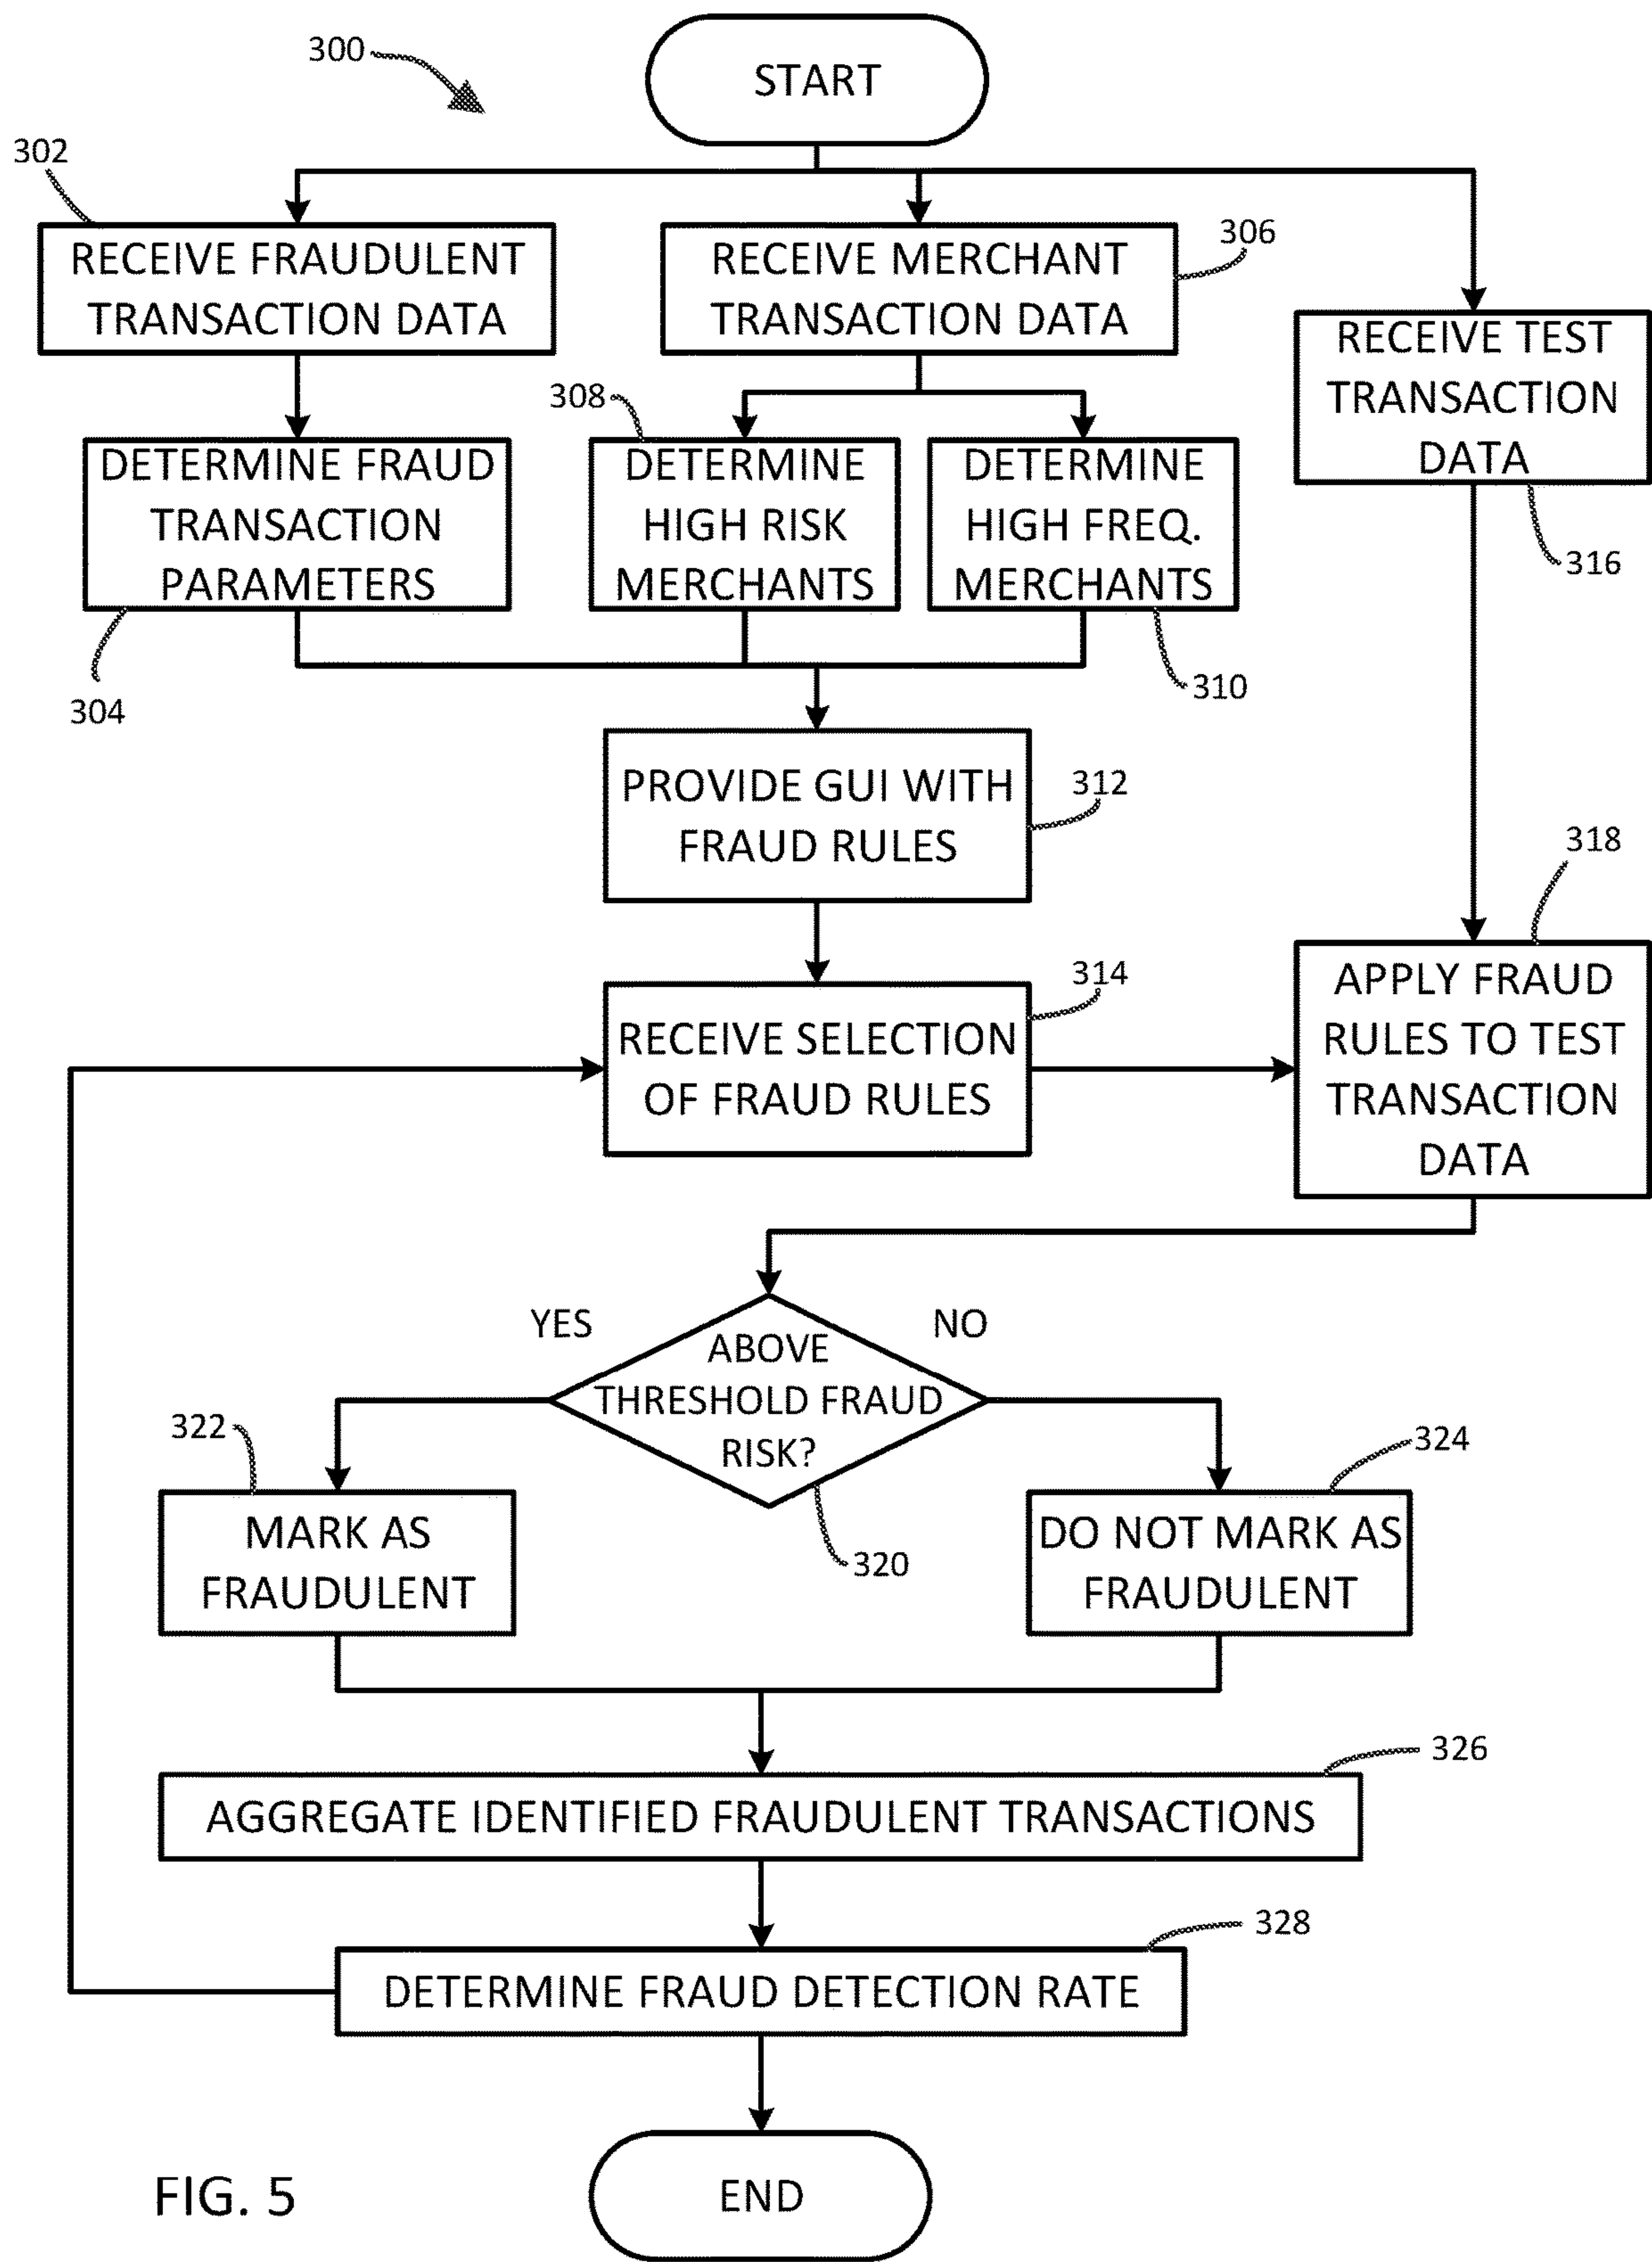 300
START
302
RECEIVE FRAUDULENT
TRANSACTION DATA
RECEIVE MERCHANT
TRANSACTION DATA
306
RECEIVE TEST
TRANSACTION
DATA
316
DETERMINE FRAUD
TRANSACTION
PARAMETERS
304
308
DETERMINE
HIGH RISK
MERCHANTS
DETERMINE
HIGH FREQ.
MERCHANTS
310
PROVIDE GUI WITH
FRAUD RULES
312
RECEIVE SELECTION
OF FRAUD RULES
314
318
APPLY FRAUD
RULES TO TEST
TRANSACTION
DATA
YES
NO
ABOVE
THRESHOLD FRAUD
RISK?
320
322
MARK AS
FRAUDULENT
324
DO NOT MARK AS
FRAUDULENT
326
AGGREGATE IDENTIFIED FRAUDULENT TRANSACTIONS
328
DETERMINE FRAUD DETECTION RATE
END
FIG. 5